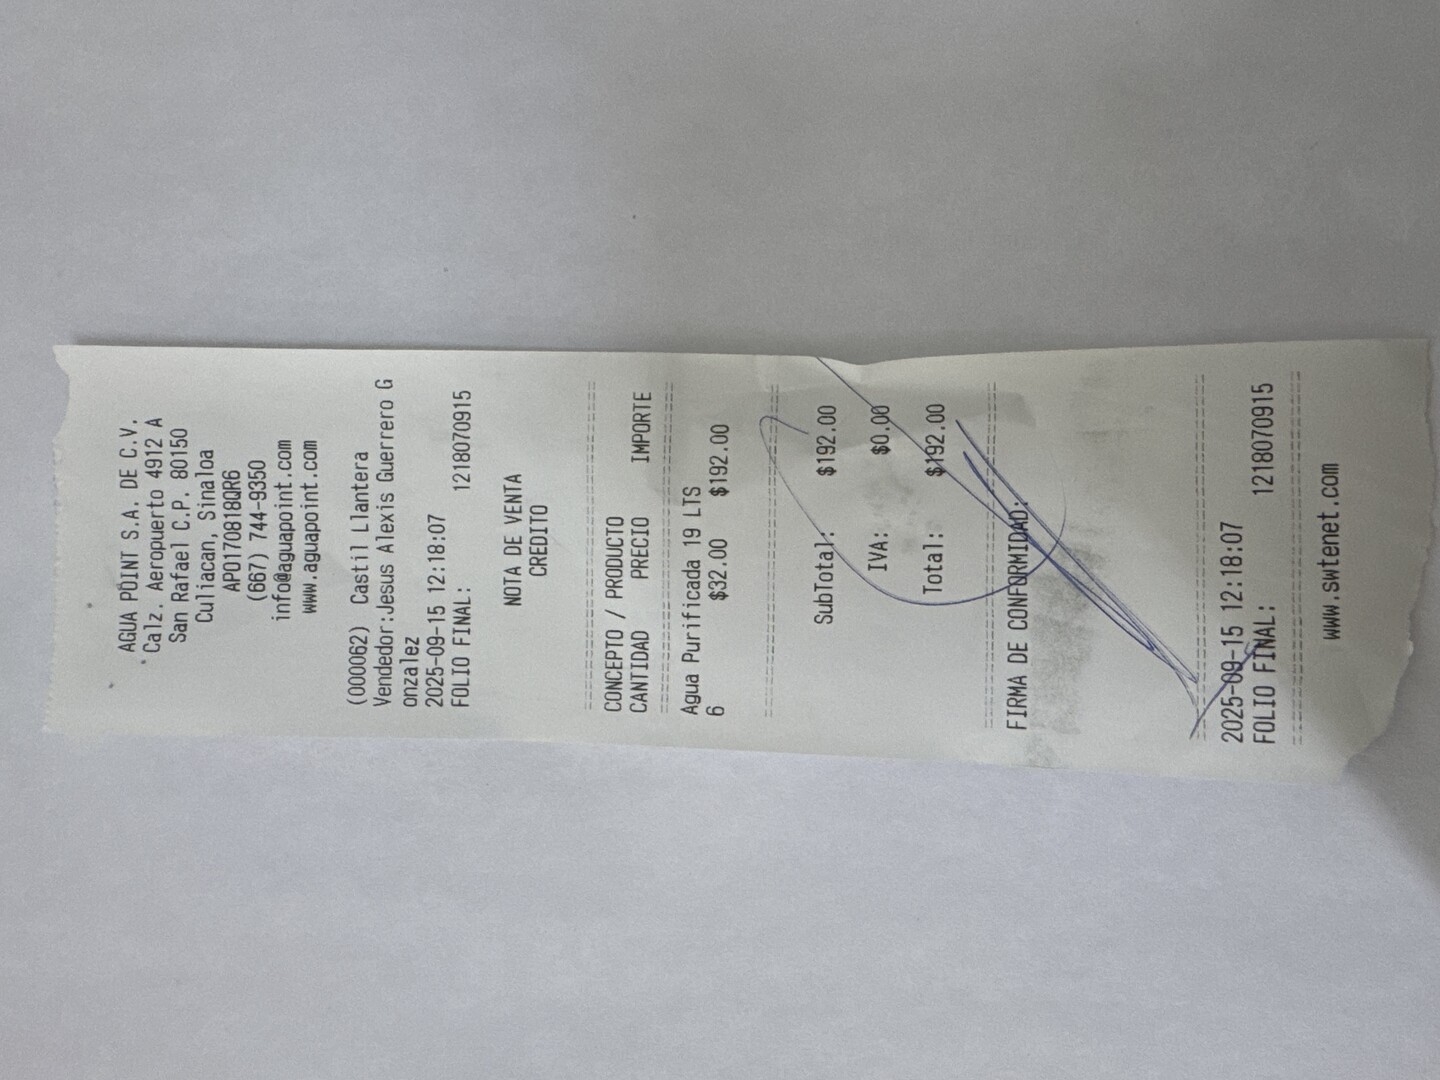 AGUA POINT S.A. DE C.V.
Calz. Aeropuerto 4912 A
San Rafael C.P. 80150
Culiacan, Sinaloa
APO170818QR6
(667) 744-9350
info@aguapoint.com
www.aguapoint.com
(000062) Castil Llantera
Vendedor:Jesus Alexis Guerrero G
onzalez
2025-09-15 12:18:07
FOLIO FINAL: 1218070915
NOTA DE VENTA
CREDITO
CONCEPTO / PRODUCTO
CANTIDAD PRECIO IMPORTE
Agua Purificada 19 LTS
6 $32.00 $192.00
SubTotal: $192.00
IVA: $0.00
Total: $192.00
FIRMA DE CONFORMIDAD:
2025-09-15 12:18:07
FOLIO FINAL: 1218070915
www.swtenet.com